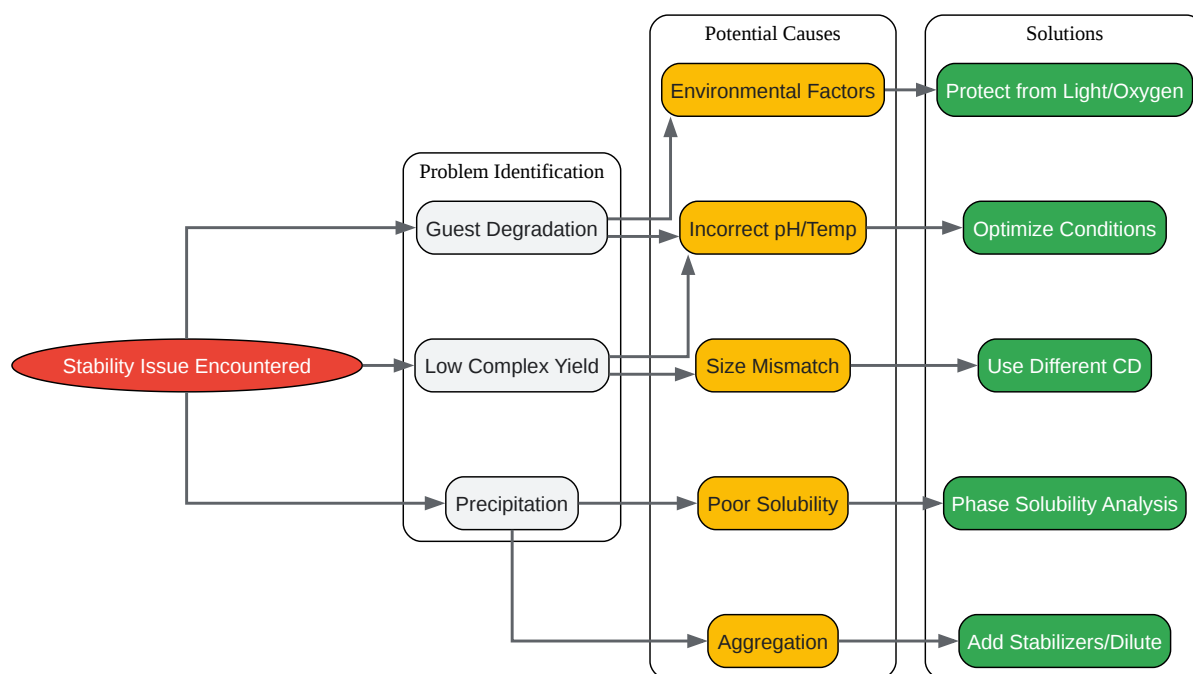 Potential Causes
Solutions
Environmental Factors
Protect from Light/Oxygen
Problem Identification
Guest Degradation
Incorrect pH/Temp
Optimize Conditions
Stability Issue Encountered
Low Complex Yield
Size Mismatch
Use Different CD
Precipitation
Poor Solubility
Phase Solubility Analysis
Aggregation
Add Stabilizers/Dilute